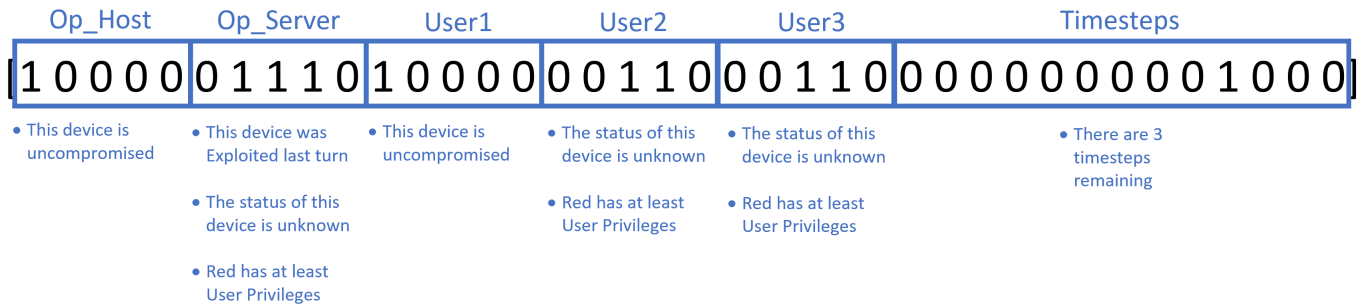 Op_Host Op_Server User1 User2 User3 Timesteps
[1 0 0 0 0 0 1 1 1 0 1 0 0 0 0 0 0 1 1 0 0 0 1 1 0 0 0 0 0 0 0 0 0 0 1 0 0 0]
• This device is
uncompromised
• This device was
Exploited last turn
• The status of this
device is unknown
• Red has at least
User Privileges
• This device is
uncompromised
• The status of this
device is unknown
• Red has at least
User Privileges
• The status of this
device is unknown
• Red has at least
User Privileges
• There are 3
timesteps
remaining